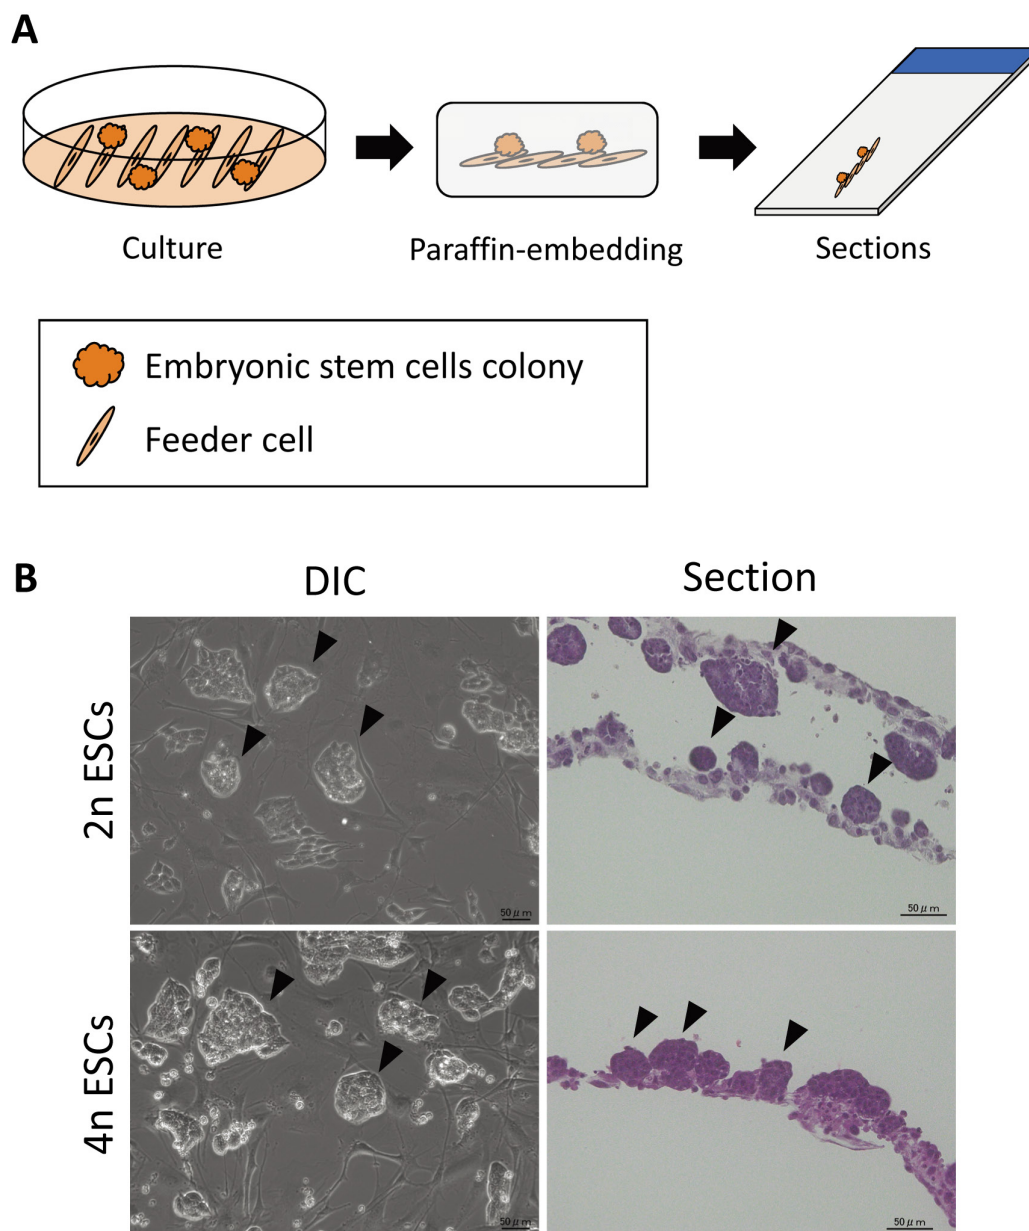 A
Culture
Paraffin-embedding
Sections
Embryonic stem cells colony
Feeder cell
B
DIC
Section
2n ESCs
50 μm
50 μm
4n ESCs
50 μm
50 μm